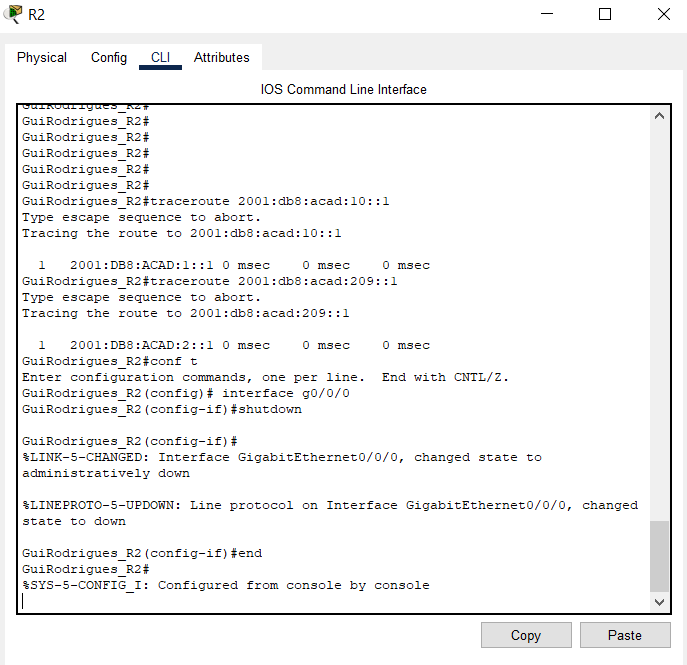 R2
Physical Config CLI Attributes
IOS Command Line Interface
GuiRodrigues_R2#
GuiRodrigues_R2#
GuiRodrigues_R2#
GuiRodrigues_R2#
GuiRodrigues_R2#
GuiRodrigues_R2#
GuiRodrigues_R2#traceroute 2001:db8:acad:10::1
Type escape sequence to abort.
Tracing the route to 2001:db8:acad:10::1
1 2001:DB8:ACAD:1::1 0 msec 0 msec 0 msec
GuiRodrigues_R2#traceroute 2001:db8:acad:209::1
Type escape sequence to abort.
Tracing the route to 2001:db8:acad:209::1
1 2001:DB8:ACAD:2::1 0 msec 0 msec 0 msec
GuiRodrigues_R2#conf t
Enter configuration commands, one per line. End with CNTL/Z.
GuiRodrigues_R2(config)# interface g0/0/0
GuiRodrigues_R2(config-if)#shutdown
GuiRodrigues_R2(config-if)#
%LINK-5-CHANGED: Interface GigabitEthernet0/0/0, changed state to
administratively down
%LINEPROTO-5-UPDOWN: Line protocol on Interface GigabitEthernet0/0/0, changed
state to down
GuiRodrigues_R2(config-if)#end
GuiRodrigues_R2#
%SYS-5-CONFIG_I: Configured from console by console
Copy Paste